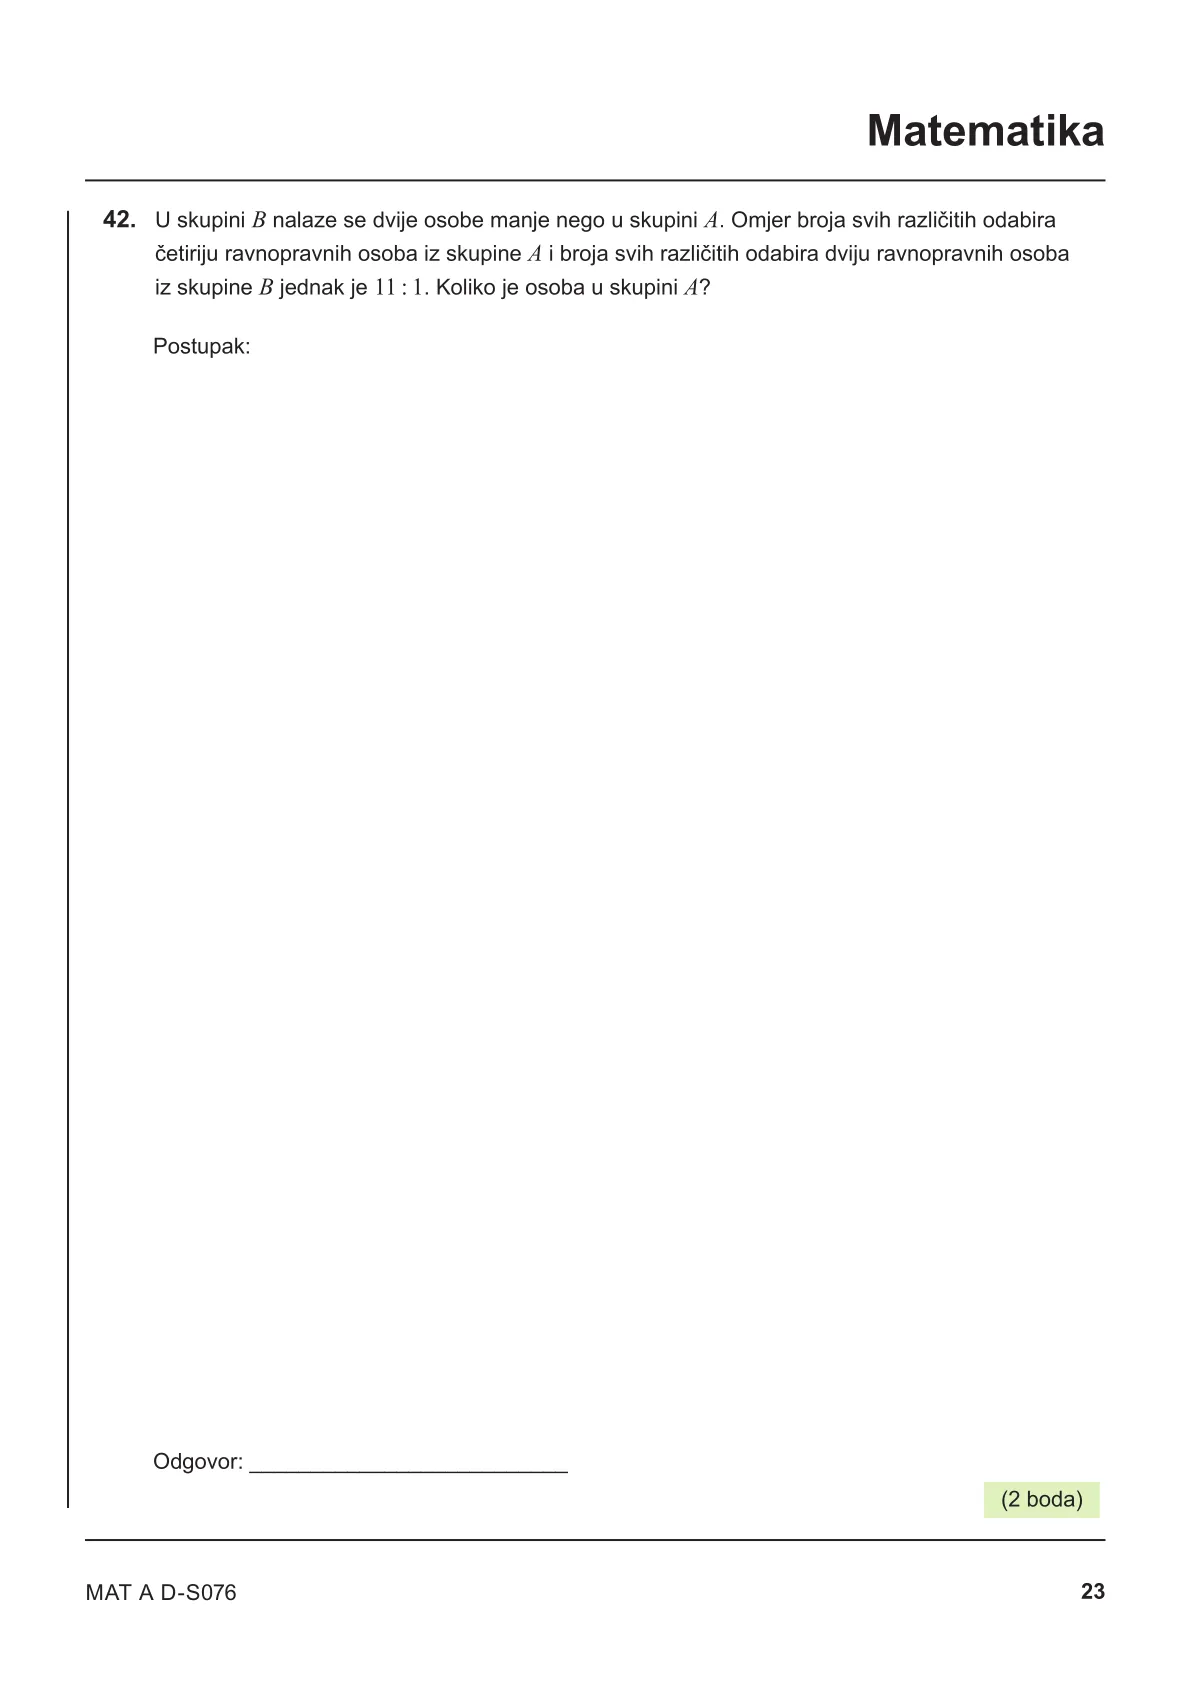 Matematika
42. U skupini B nalaze se dvije osobe manje nego u skupini A. Omjer broja svih različitih odabira
četiriju ravnopravnih osoba iz skupine A i broja svih različitih odabira dviju ravnopravnih osoba
iz skupine B jednak je 11 : 1. Koliko je osoba u skupini A?
Postupak:
Odgovor: __________________________
(2 boda)
MAT A D-S076
23